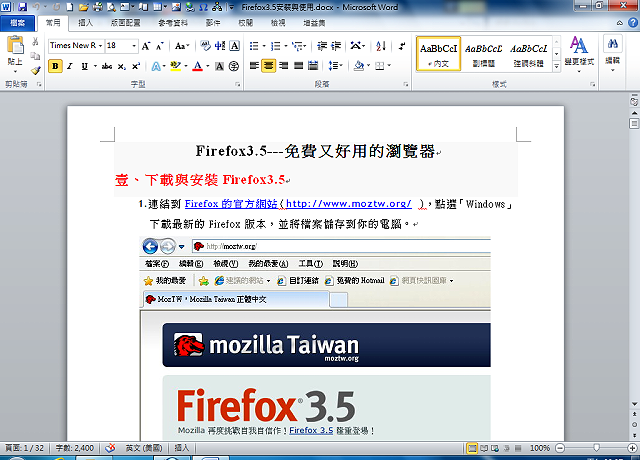 Firefox3.5安裝與使用.docx - Microsoft Word
檔案 常用 插入 版面配置 參考資料 郵件 校閱 檢視 增益集
貼上 Times New R 18 AaBbCcI AaBbCcL AaBbCcI 變更樣式 編輯
內文 副標題 強調斜體
剪貼簿 字型 段落 樣式
Firefox3.5---免費又好用的瀏覽器
壹、下載與安裝 Firefox3.5
1.連結到 Firefox 的官方網站(http://www.moztw.org/ ),點選「Windows」
下載最新的 Firefox 版本,並將檔案儲存到你的電腦。
http://moztw.org/
檔案(F) 編輯(E) 檢視(V) 我的最愛(A) 工具(T) 說明(H)
我的最愛 建議的網站 自訂連結 免費的 Hotmail 網頁快訊圖庫
MozTW,Mozilla Taiwan 正體中文
mozilla Taiwan
moztw.org
Firefox® 3.5
Mozilla 再度挑戰自我自信作!Firefox 3.5 隆重登場!
頁面: 1 / 32 字數: 2,400 英文 (美國) 插入 100%